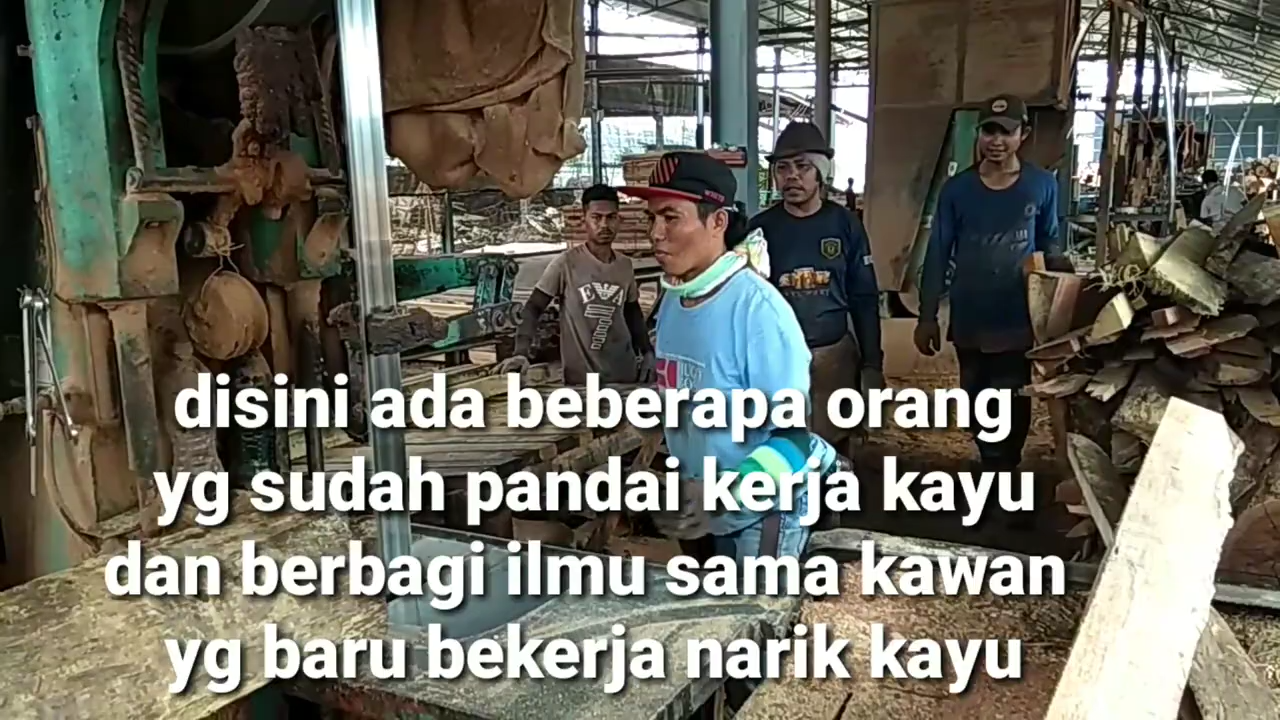 disini ada beberapa orang
yg sudah pandai kerja kayu
dan berbagi ilmu sama kawan
yg baru bekerja narik kayu